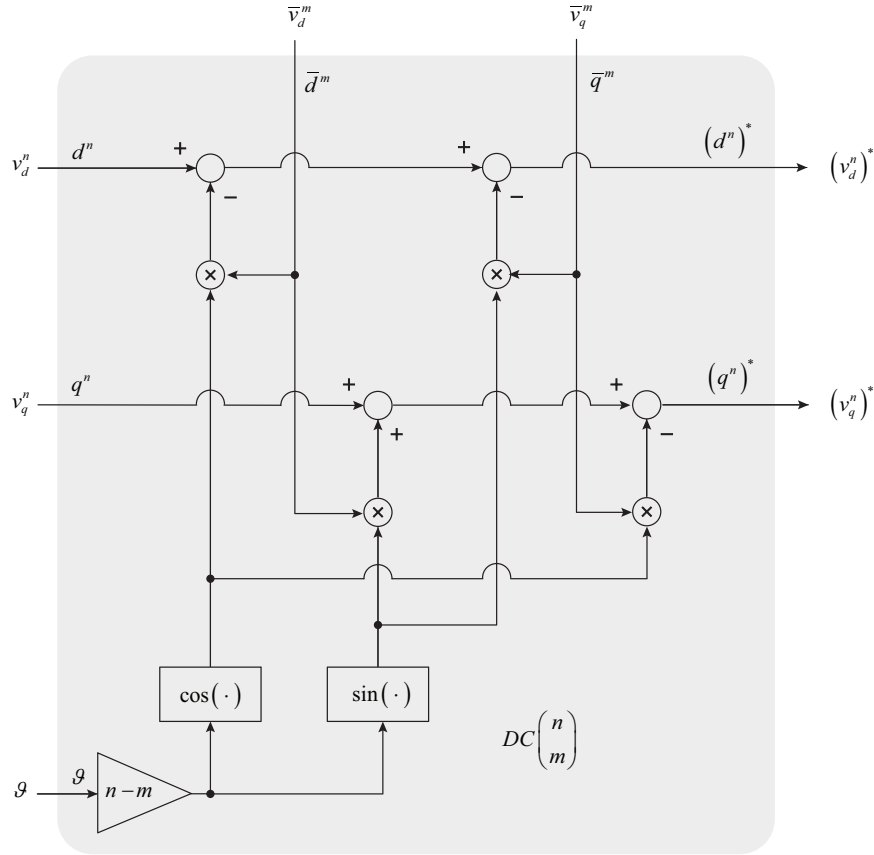 v̅_d^m v̅_q^m
d̅^m q̅^m
v_d^n d^n + + (d^n)^* (v_d^n)^*
− −
× ×
v_q^n q^n + + (q^n)^* (v_q^n)^*
+ −
× ×
cos(·) sin(·)
DC(n
m)
ϑ ϑ n−m